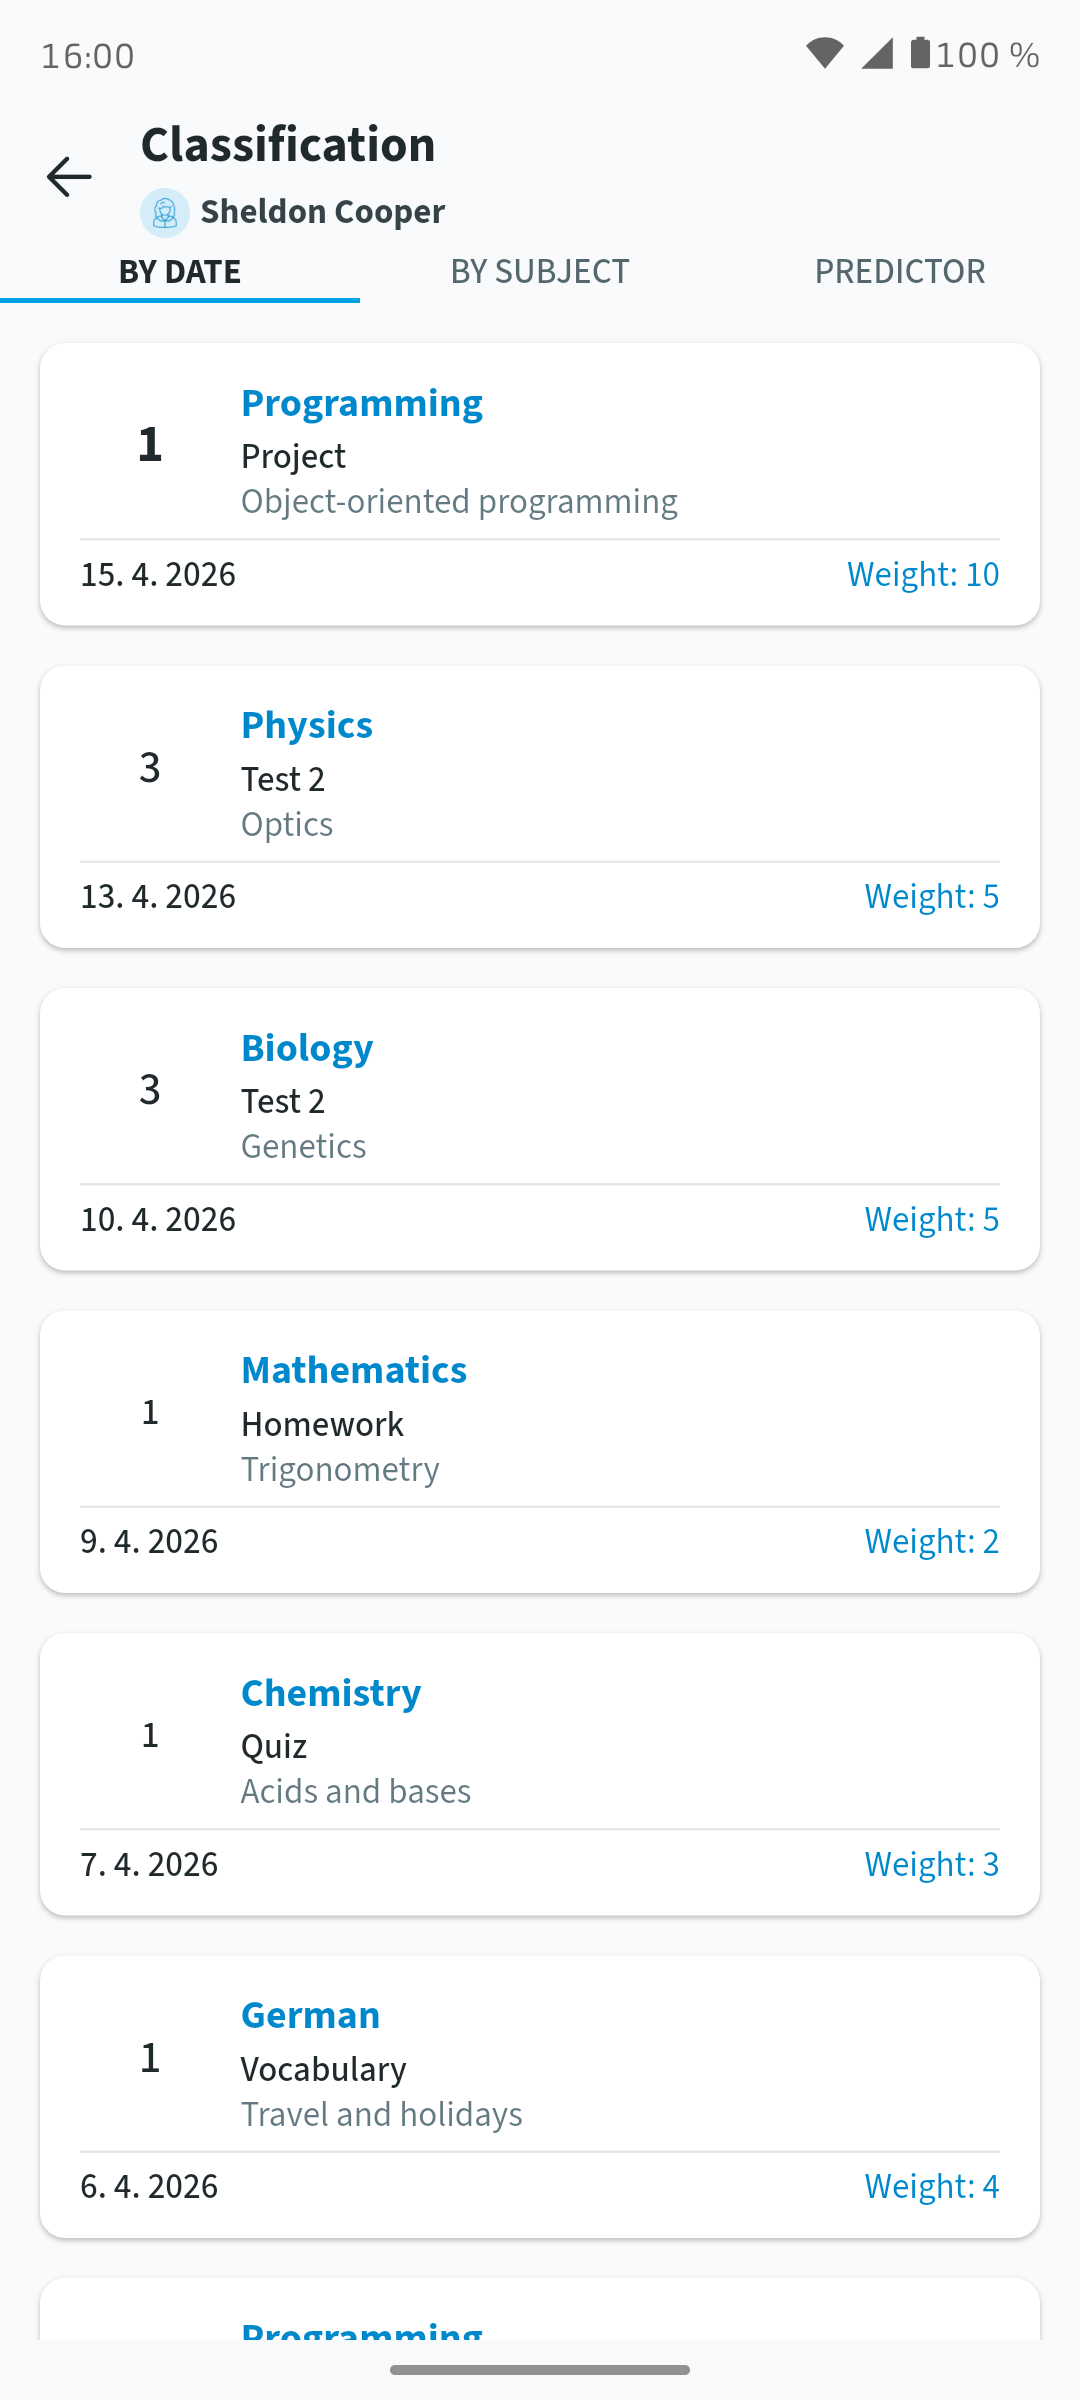 16:00
100 %
Classification
Sheldon Cooper
BY DATE
BY SUBJECT
PREDICTOR
Programming
1
Project
Object-oriented programming
15. 4. 2026
Weight: 10
Physics
3
Test 2
Optics
13. 4. 2026
Weight: 5
Biology
3
Test 2
Genetics
10. 4. 2026
Weight: 5
Mathematics
1
Homework
Trigonometry
9. 4. 2026
Weight: 2
Chemistry
1
Quiz
Acids and bases
7. 4. 2026
Weight: 3
German
1
Vocabulary
Travel and holidays
6. 4. 2026
Weight: 4
Programming